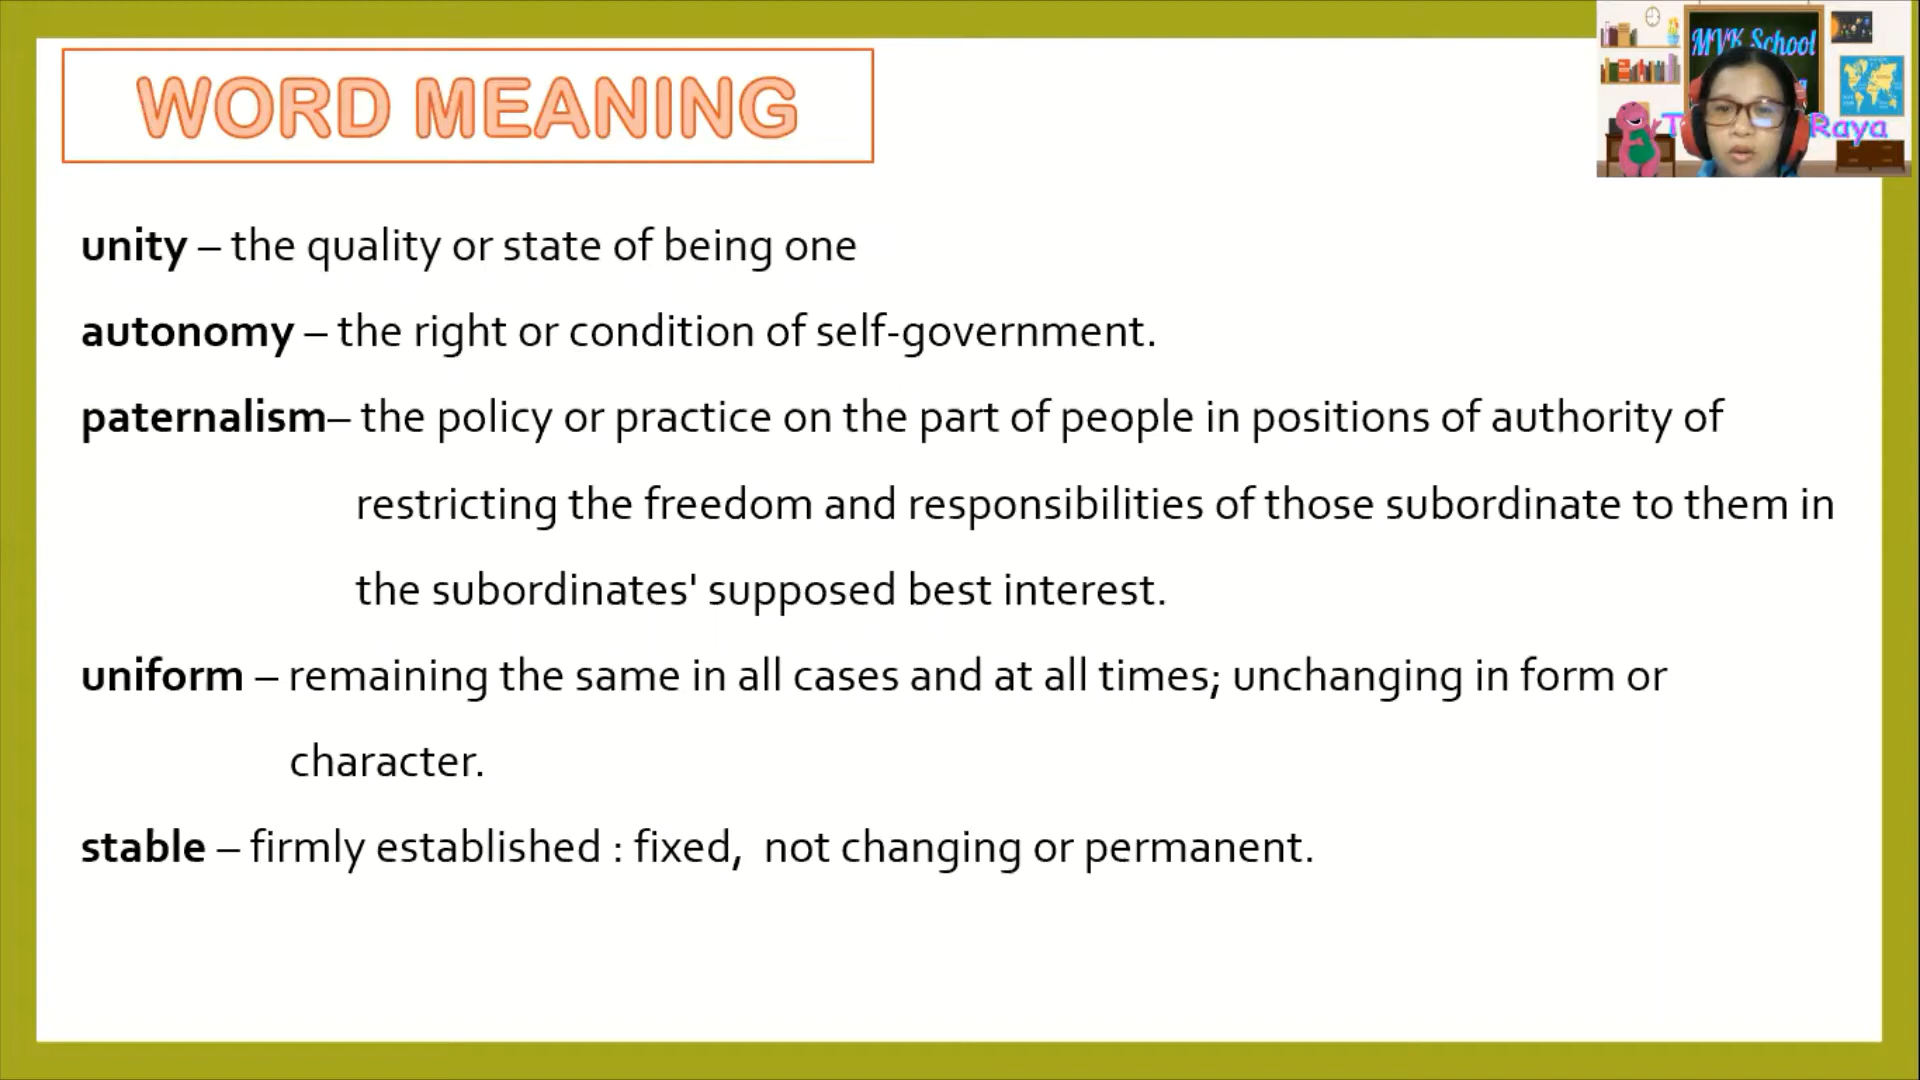 WORD MEANING
MVK School
Raya
unity – the quality or state of being one
autonomy – the right or condition of self-government.
paternalism– the policy or practice on the part of people in positions of authority of
restricting the freedom and responsibilities of those subordinate to them in
the subordinates' supposed best interest.
uniform – remaining the same in all cases and at all times; unchanging in form or
character.
stable – firmly established : fixed,  not changing or permanent.